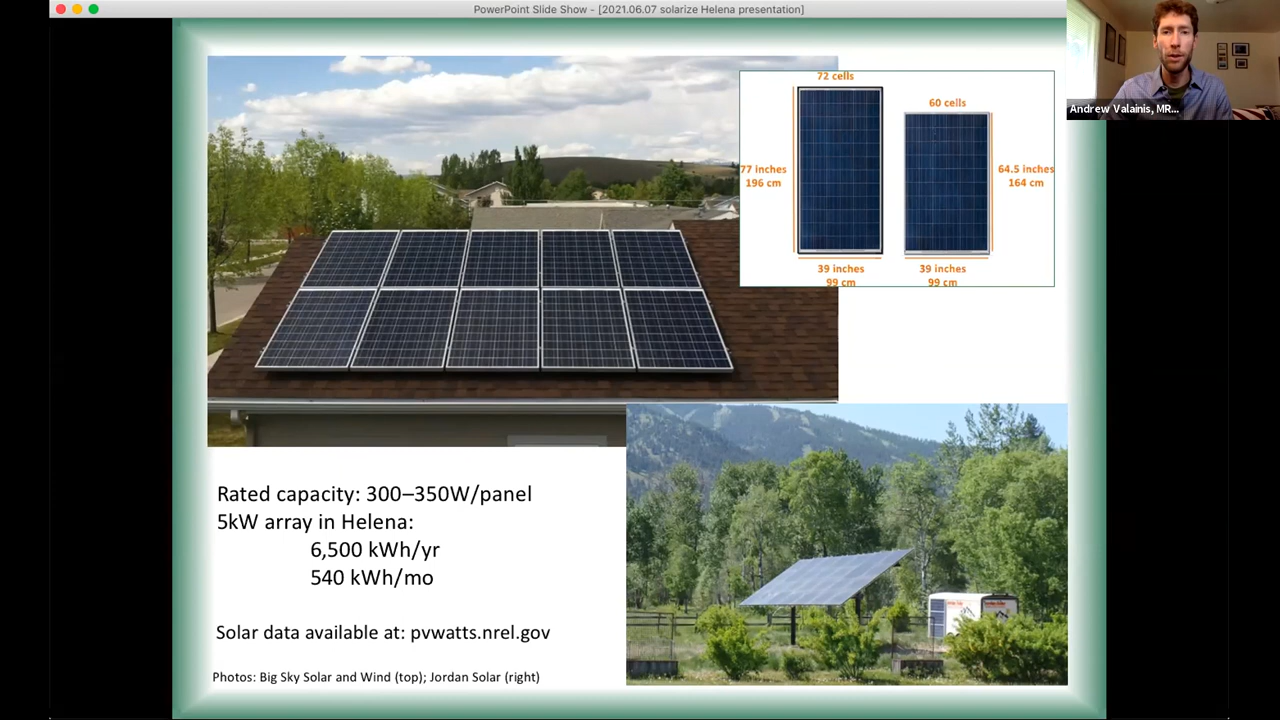 PowerPoint Slide Show - [2021.06.07 solarize Helena presentation]
72 cells
60 cells
77 inches
196 cm
64.5 inches
164 cm
39 inches
99 cm
39 inches
99 cm
Andrew Valainis, MR...
Rated capacity: 300–350W/panel
5kW array in Helena:
6,500 kWh/yr
540 kWh/mo
Solar data available at: pvwatts.nrel.gov
Photos: Big Sky Solar and Wind (top); Jordan Solar (right)